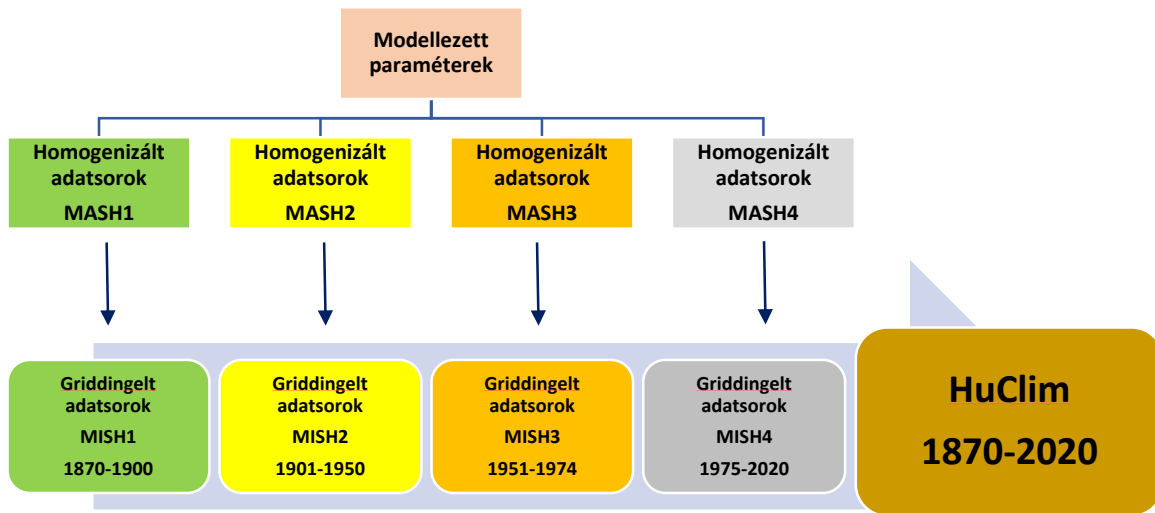 Modellezett
paraméterek
Homogenizált
adatsorok
MASH1
Homogenizált
adatsorok
MASH2
Homogenizált
adatsorok
MASH3
Homogenizált
adatsorok
MASH4
Griddingelt
adatsorok
MISH1
1870-1900
Griddingelt
adatsorok
MISH2
1901-1950
Griddingelt
adatsorok
MISH3
1951-1974
Griddingelt
adatsorok
MISH4
1975-2020
HuClim
1870-2020